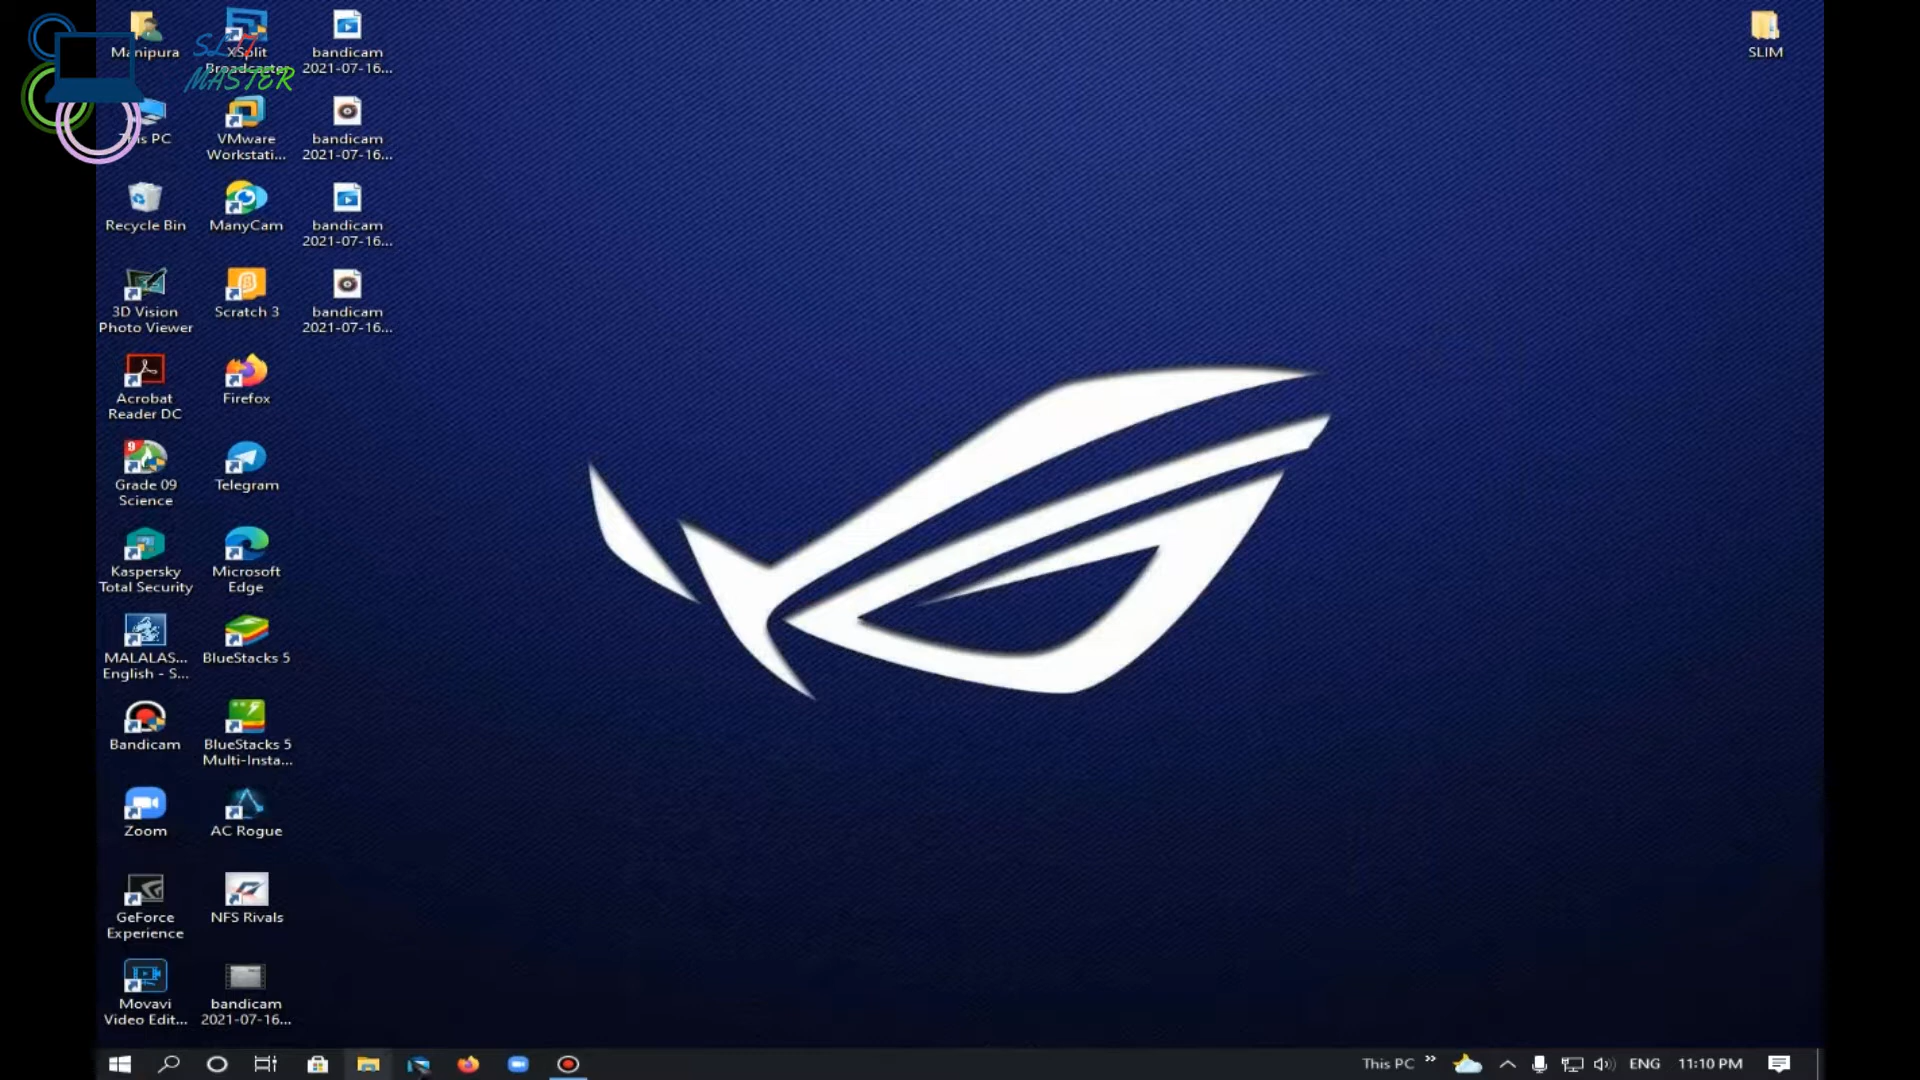 Manipura
XSplit
Broadcaster
bandicam
2021-07-16...
SLIM
SL IT
MASTER
This PC
VMware
Workstati...
bandicam
2021-07-16...
Recycle Bin
ManyCam
bandicam
2021-07-16...
3D Vision
Photo Viewer
Scratch 3
bandicam
2021-07-16...
Acrobat
Reader DC
Firefox
9
Grade 09
Science
Telegram
Kaspersky
Total Security
Microsoft
Edge
MALALAS...
English - S...
BlueStacks 5
Bandicam
BlueStacks 5
Multi-Insta...
Zoom
AC Rogue
GeForce
Experience
NFS Rivals
Movavi
Video Edit...
bandicam
2021-07-16...
This PC
ENG
11:10 PM